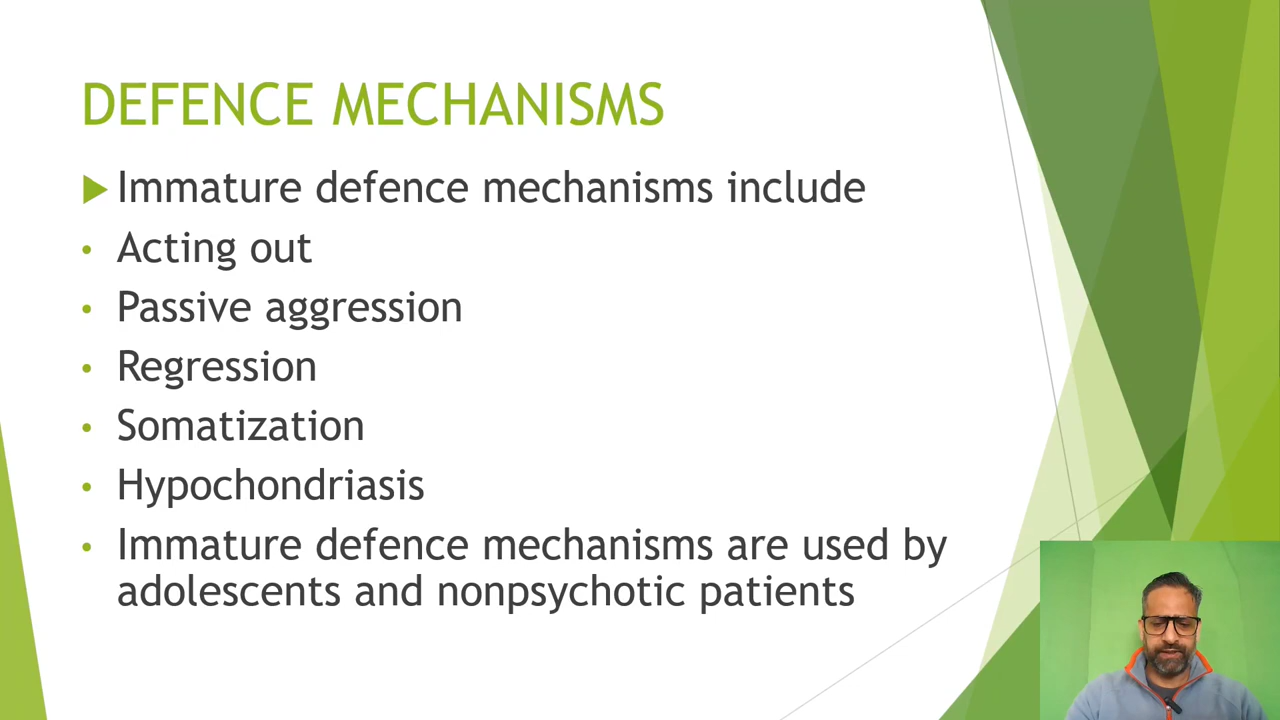 DEFENCE MECHANISMS
Immature defence mechanisms include
Acting out
Passive aggression
Regression
Somatization
Hypochondriasis
Immature defence mechanisms are used by
adolescents and nonpsychotic patients